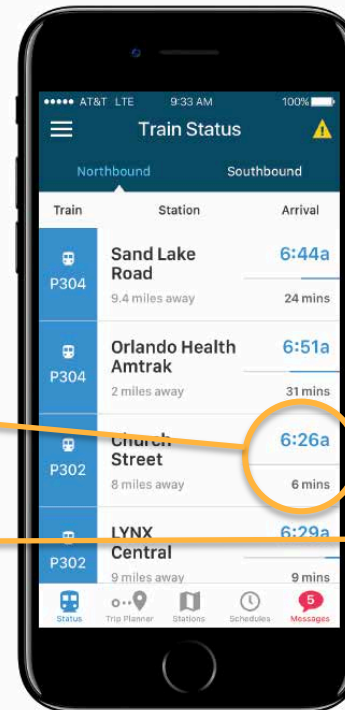 AT&T LTE 9:33 AM 100%
Train Status
Northbound Southbound
Train Station Arrival
P304 Sand Lake Road 6:44a
9.4 miles away 24 mins
P304 Orlando Health Amtrak 6:51a
2 miles away 31 mins
P302 Church Street 6:26a
8 miles away 6 mins
P302 LYNX Central 6:29a
9 miles away 9 mins
5
Status Trip Planner Stations Schedules Messages